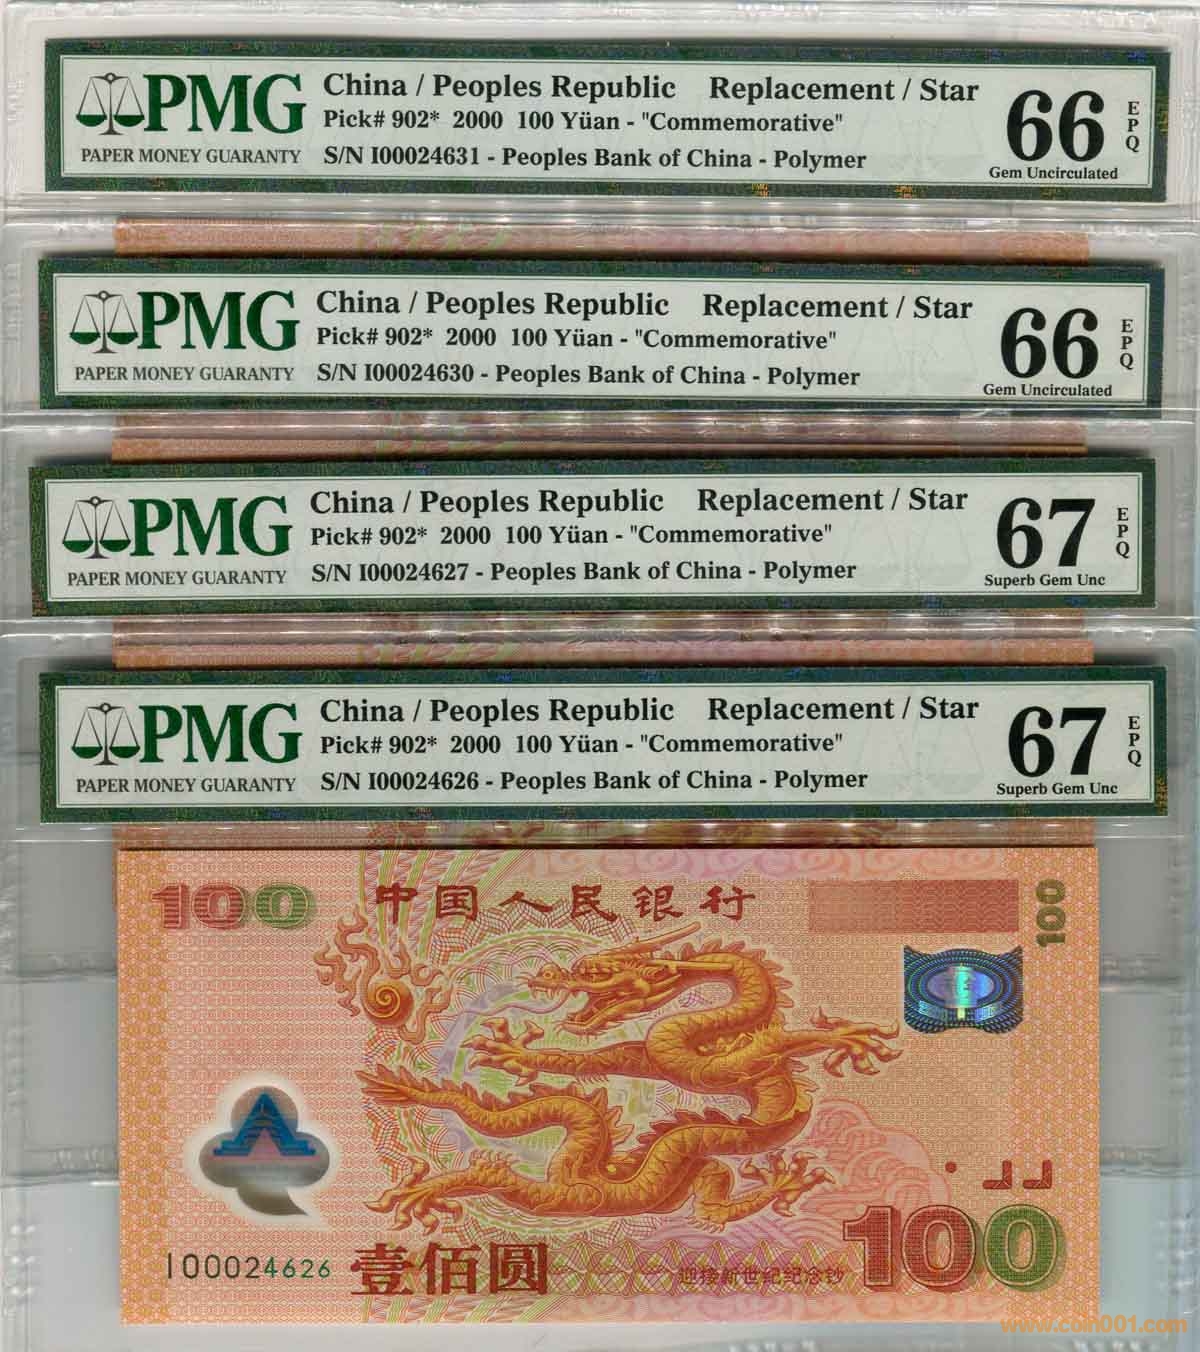 PMG
PAPER MONEY GUARANTY
China / Peoples Republic Replacement / Star
Pick# 902* 2000 100 Yüan - "Commemorative"
S/N I00024631 - Peoples Bank of China - Polymer
66
EPQ
Gem Uncirculated
PMG
PAPER MONEY GUARANTY
China / Peoples Republic Replacement / Star
Pick# 902* 2000 100 Yüan - "Commemorative"
S/N I00024630 - Peoples Bank of China - Polymer
66
EPQ
Gem Uncirculated
PMG
PAPER MONEY GUARANTY
China / Peoples Republic Replacement / Star
Pick# 902* 2000 100 Yüan - "Commemorative"
S/N I00024627 - Peoples Bank of China - Polymer
67
EPQ
Superb Gem Unc
PMG
PAPER MONEY GUARANTY
China / Peoples Republic Replacement / Star
Pick# 902* 2000 100 Yüan - "Commemorative"
S/N I00024626 - Peoples Bank of China - Polymer
67
EPQ
Superb Gem Unc
100
中国人民银行
100
I00024626
壹佰圆
迎接新世纪纪念钞
100
www.coin001.com